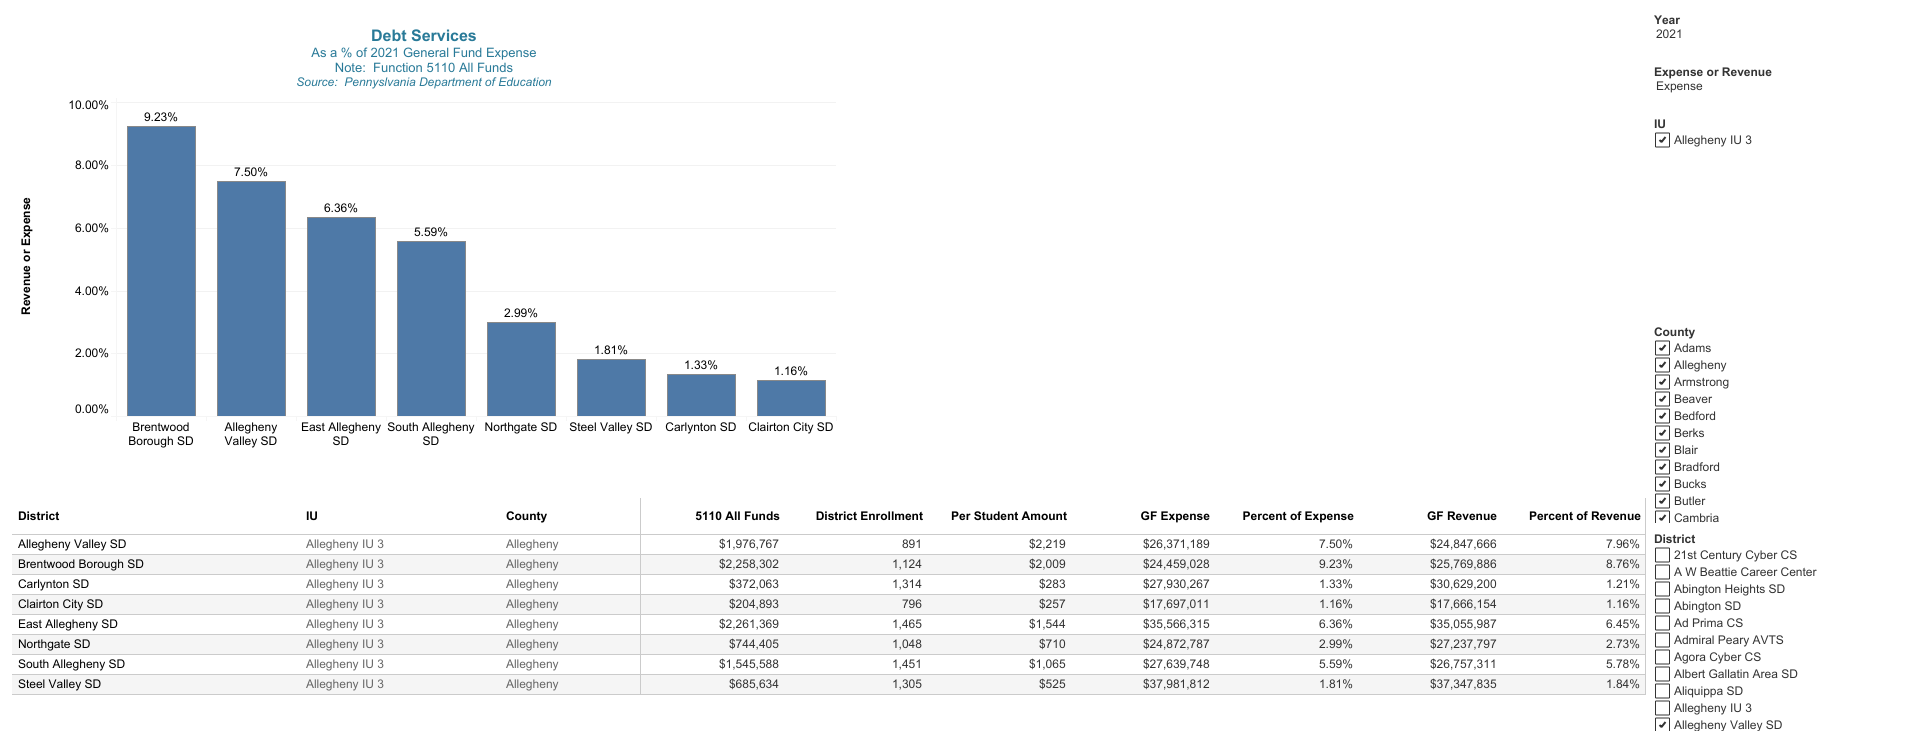 Debt Services
As a % of 2021 General Fund Expense
Note:  Function 5110 All Funds
Source:  Pennyslvania Department of Education
Revenue or Expense
10.00%
8.00%
6.00%
4.00%
2.00%
0.00%
9.23%
7.50%
6.36%
5.59%
2.99%
1.81%
1.33%
1.16%
Brentwood
Borough SD
Allegheny
Valley SD
East Allegheny
SD
South Allegheny
SD
Northgate SD
Steel Valley SD
Carlynton SD
Clairton City SD
District IU County 5110 All Funds District Enrollment Per Student Amount GF Expense Percent of Expense GF Revenue Percent of Revenue
Allegheny Valley SD Allegheny IU 3 Allegheny $1,976,767 891 $2,219 $26,371,189 7.50% $24,847,666 7.96%
Brentwood Borough SD Allegheny IU 3 Allegheny $2,258,302 1,124 $2,009 $24,459,028 9.23% $25,769,886 8.76%
Carlynton SD Allegheny IU 3 Allegheny $372,063 1,314 $283 $27,930,267 1.33% $30,629,200 1.21%
Clairton City SD Allegheny IU 3 Allegheny $204,893 796 $257 $17,697,011 1.16% $17,666,154 1.16%
East Allegheny SD Allegheny IU 3 Allegheny $2,261,369 1,465 $1,544 $35,566,315 6.36% $35,055,987 6.45%
Northgate SD Allegheny IU 3 Allegheny $744,405 1,048 $710 $24,872,787 2.99% $27,237,797 2.73%
South Allegheny SD Allegheny IU 3 Allegheny $1,545,588 1,451 $1,065 $27,639,748 5.59% $26,757,311 5.78%
Steel Valley SD Allegheny IU 3 Allegheny $685,634 1,305 $525 $37,981,812 1.81% $37,347,835 1.84%
Year
2021
Expense or Revenue
Expense
IU
Allegheny IU 3
County
Adams
Allegheny
Armstrong
Beaver
Bedford
Berks
Blair
Bradford
Bucks
Butler
Cambria
District
21st Century Cyber CS
A W Beattie Career Center
Abington Heights SD
Abington SD
Ad Prima CS
Admiral Peary AVTS
Agora Cyber CS
Albert Gallatin Area SD
Aliquippa SD
Allegheny IU 3
Allegheny Valley SD